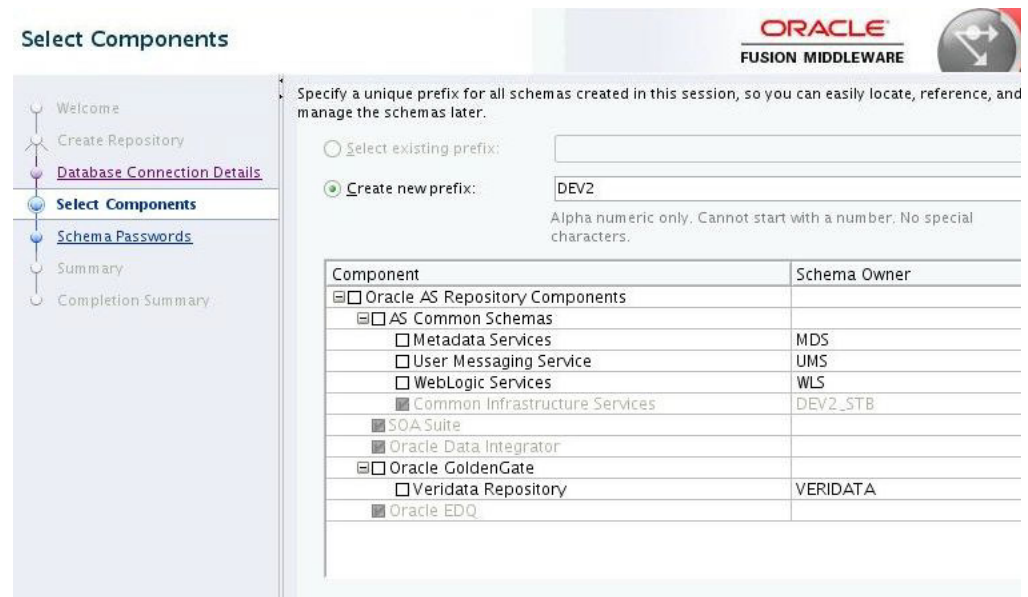 Select Components
ORACLE
FUSION MIDDLEWARE
Welcome
Create Repository
Database Connection Details
Select Components
Schema Passwords
Summary
Completion Summary
Specify a unique prefix for all schemas created in this session, so you can easily locate, reference, and
manage the schemas later.
Select existing prefix:
Create new prefix: DEV2
Alpha numeric only. Cannot start with a number. No special
characters.
Component Schema Owner
Oracle AS Repository Components
AS Common Schemas
Metadata Services MDS
User Messaging Service UMS
WebLogic Services WLS
Common Infrastructure Services DEV2_STB
SOA Suite
Oracle Data Integrator
Oracle GoldenGate
Veridata Repository VERIDATA
Oracle EDQ